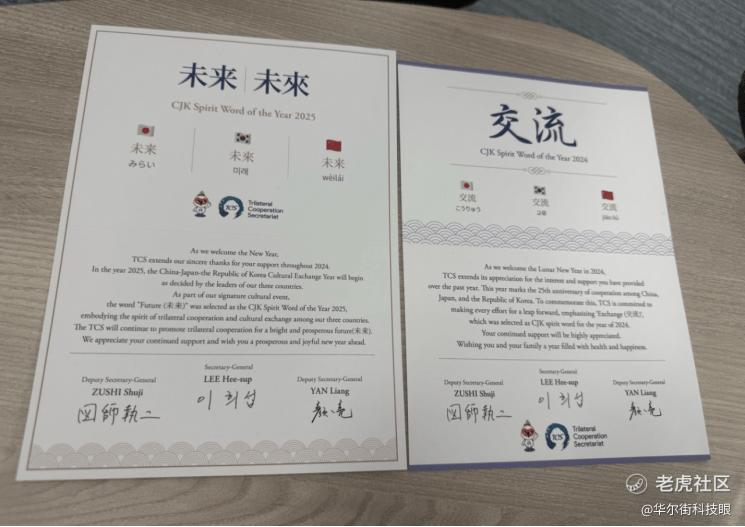 未来 | 未來
CJK Spirit Word of the Year 2025
未来
みらい
未來
미래
未来
wèilái
TCS
Trilateral
Cooperation
Secretariat
As we welcome the New Year,
TCS extends our sincere thanks for your support throughout 2024.
In the year 2025, the China-Japan-the Republic of Korea Cultural Exchange Year will begin
as decided by the leaders of our three countries.
As part of our signature cultural event,
the word "Future (未来)" was selected as the CJK Spirit Word of the Year 2025,
embodying the spirit of trilateral cooperation and cultural exchange among our three countries.
The TCS will continue to promote trilateral cooperation for a bright and prosperous future(未来).
We appreciate your continued support and wish you a prosperous and joyful new year ahead.
Secretary-General
LEE Hee-sup
이희섭
Deputy Secretary-General
ZUSHI Shuji
図師執二
Deputy Secretary-General
YAN Liang
颜亮
交流
CJK Spirit Word of the Year 2024
交流
こうりゅう
交流
교류
交流
jiāo liú
As we welcome the Lunar New Year in 2024,
TCS extends its appreciation for the interest and support you have provided
over the past year. This year marks the 25th anniversary of cooperation among China,
Japan, and the Republic of Korea. To commemorate this, TCS is committed to
making every effort for a leap forward, emphasizing 'Exchange (交流)',
which was selected as CJK spirit word for the year of 2024.
Your continued support will be highly appreciated.
Wishing you and your family a year filled with health and happiness.
Secretary-General
LEE Hee-sup
이희섭
Deputy Secretary-General
ZUSHI Shuji
図師執二
Deputy Secretary-General
YAN Liang
颜亮
TCS
Trilateral
Cooperation
Secretariat
老虎社区
@华尔街科技眼